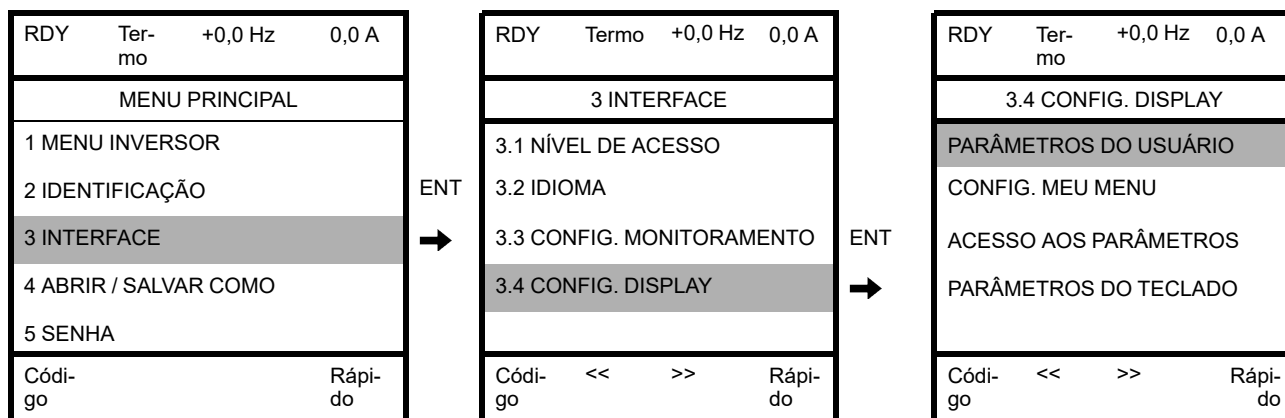 RDY Ter-
mo +0,0 Hz 0,0 A
MENU PRINCIPAL
1 MENU INVERSOR
2 IDENTIFICAÇÃO
3 INTERFACE
4 ABRIR / SALVAR COMO
5 SENHA
Códi-
go
Rápi-
do
ENT
RDY Termo +0,0 Hz 0,0 A
3 INTERFACE
3.1 NÍVEL DE ACESSO
3.2 IDIOMA
3.3 CONFIG. MONITORAMENTO
3.4 CONFIG. DISPLAY
Códi-
go
<< >>
Rápi-
do
ENT
RDY Ter-
mo +0,0 Hz 0,0 A
3.4 CONFIG. DISPLAY
PARÂMETROS DO USUÁRIO
CONFIG. MEU MENU
ACESSO AOS PARÂMETROS
PARÂMETROS DO TECLADO
Códi-
go
<< >>
Rápi-
do